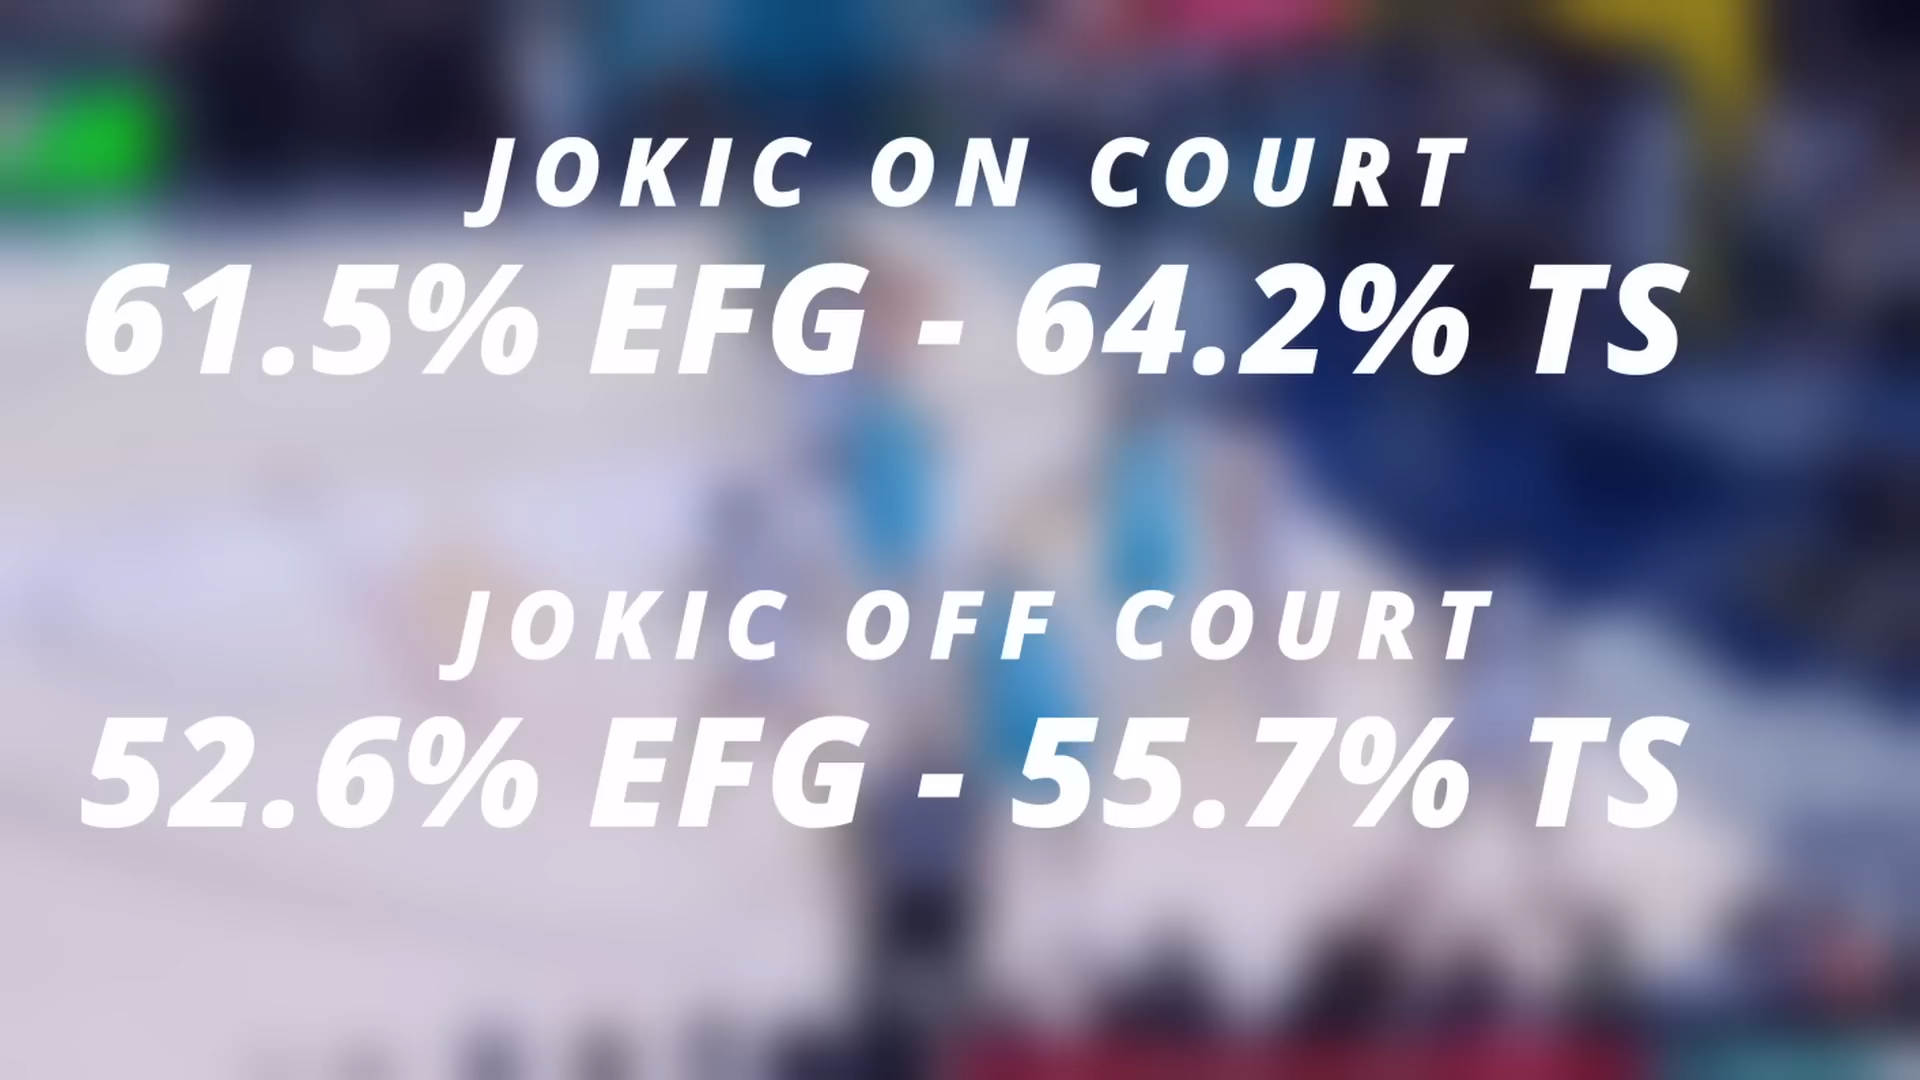 JOKIC ON COURT
61.5% EFG - 64.2% TS
JOKIC OFF COURT
52.6% EFG - 55.7% TS